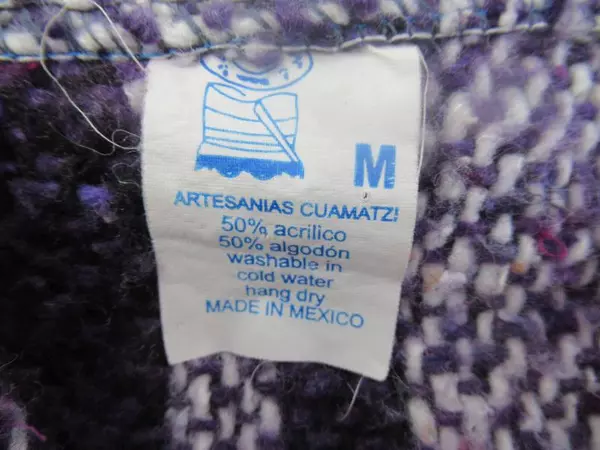 M
ARTESANIAS CUAMATZI
50% acrilico
50% algodón
washable in
cold water
hang dry
MADE IN MEXICO